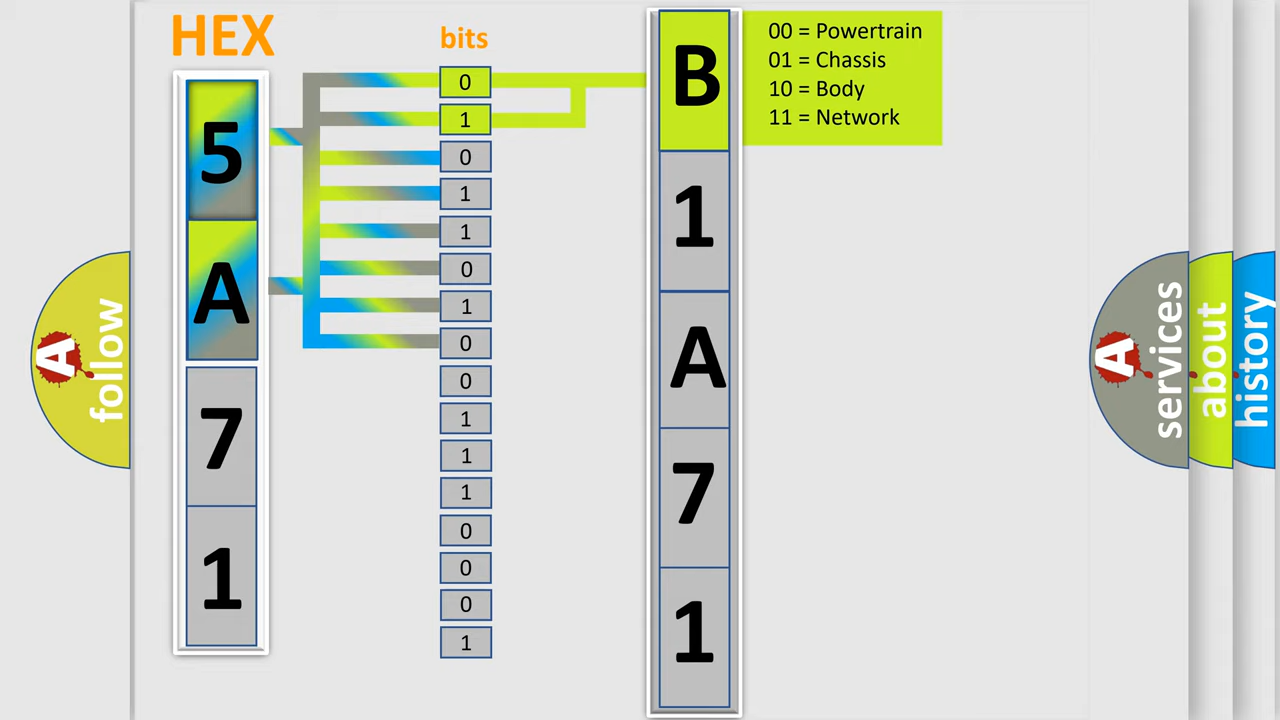 HEX
bits
5
A
7
1
0
1
0
1
1
0
1
0
0
1
1
1
0
0
0
1
B
1
A
7
1
00 = Powertrain
01 = Chassis
10 = Body
11 = Network
A follow
A services
about
history